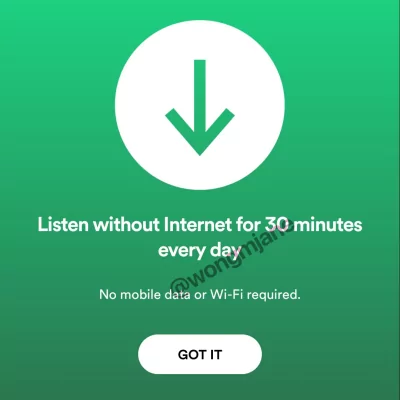 Listen without Internet for 30 minutes
every day
@wongmjane
No mobile data or Wi-Fi required.
GOT IT